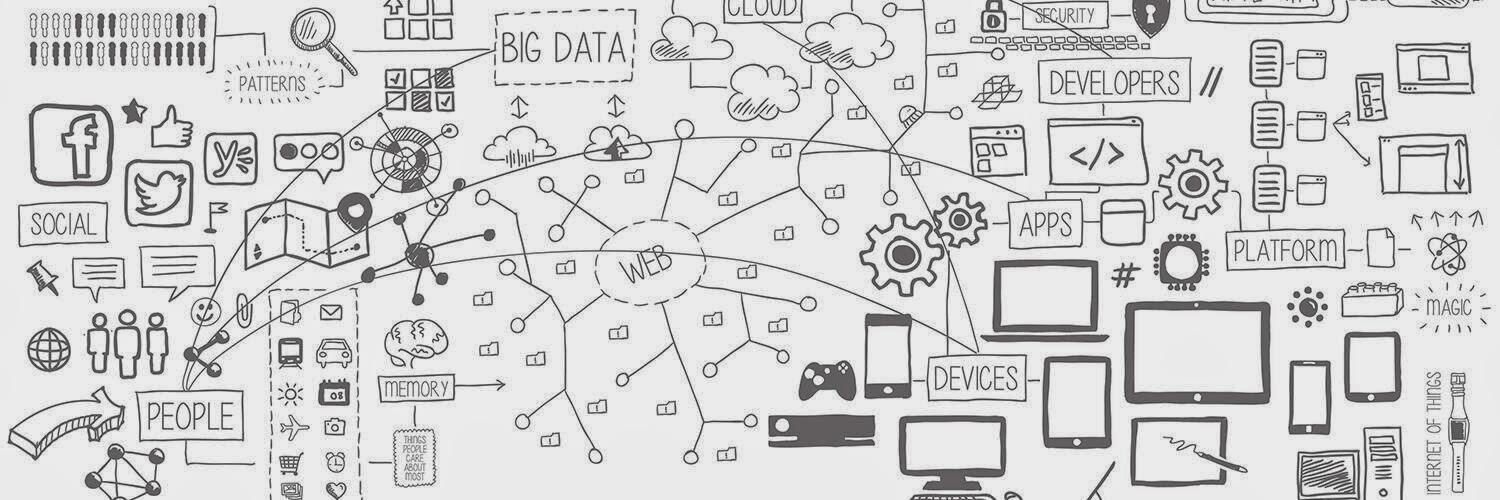 CLOUD
SECURITY
BIG DATA
PATTERNS
DEVELOPERS
//
f
y
</>
SOCIAL
APPS
WEB
PLATFORM
#
MAGIC
MEMORY
DEVICES
08
PEOPLE
THINGS
PEOPLE
CARE
ABOUT
MOST
INTERNET OF THINGS